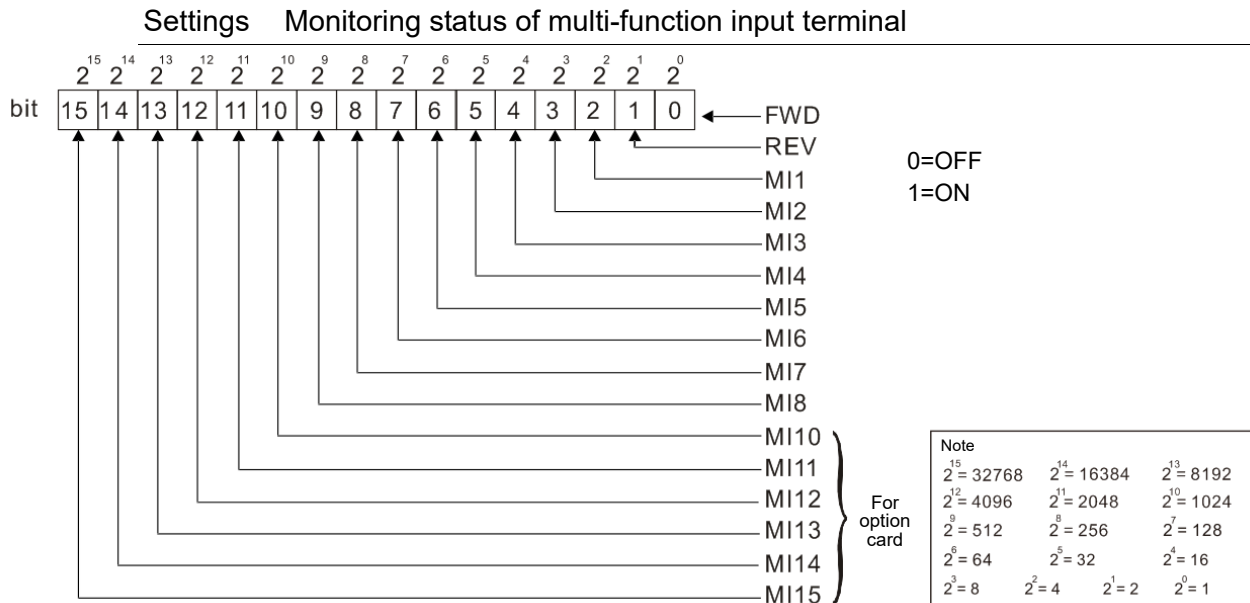 Settings Monitoring status of multi-function input terminal
2^15 2^14 2^13 2^12 2^11 2^10 2^9 2^8 2^7 2^6 2^5 2^4 2^3 2^2 2^1 2^0
bit 15 14 13 12 11 10 9 8 7 6 5 4 3 2 1 0
FWD
REV
MI1
MI2
MI3
MI4
MI5
MI6
MI7
MI8
MI10
MI11
MI12
MI13
MI14
MI15
0=OFF
1=ON
For
option
card
Note
2^15 = 32768 2^14 = 16384 2^13 = 8192
2^12 = 4096 2^11 = 2048 2^10 = 1024
2^9 = 512 2^8 = 256 2^7 = 128
2^6 = 64 2^5 = 32 2^4 = 16
2^3 = 8 2^2 = 4 2^1 = 2 2^0 = 1